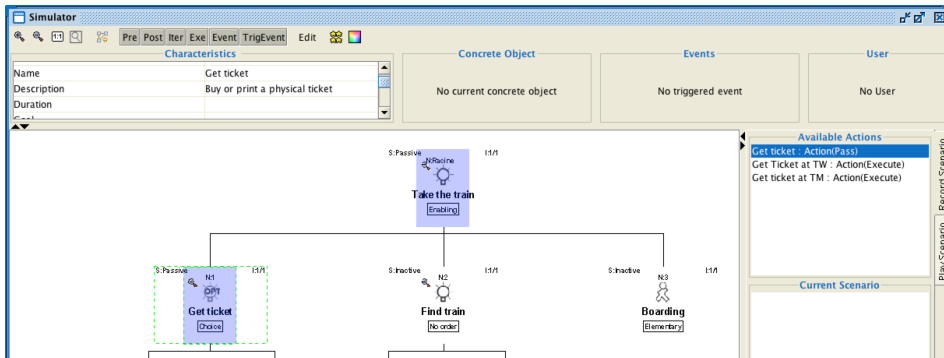 Simulator
1:1 Pre Post Iter Exe Event TrigEvent Edit
Characteristics
Name Get ticket
Description Buy or print a physical ticket
Duration
Goal
Concrete Object
No current concrete object
Events
No triggered event
User
No User
S:Passive N:Racine I:1/1
Take the train
Enabling
S:Passive N:1 I:1/1
OPT
Get ticket
Choice
S:Inactive N:2 I:1/1
Find train
No order
S:Inactive N:3 I:1/1
Boarding
Elementary
Available Actions
Get ticket : Action(Pass)
Get Ticket at TW : Action(Execute)
Get ticket at TM : Action(Execute)
Current Scenario
Record Scenario
Play Scenario